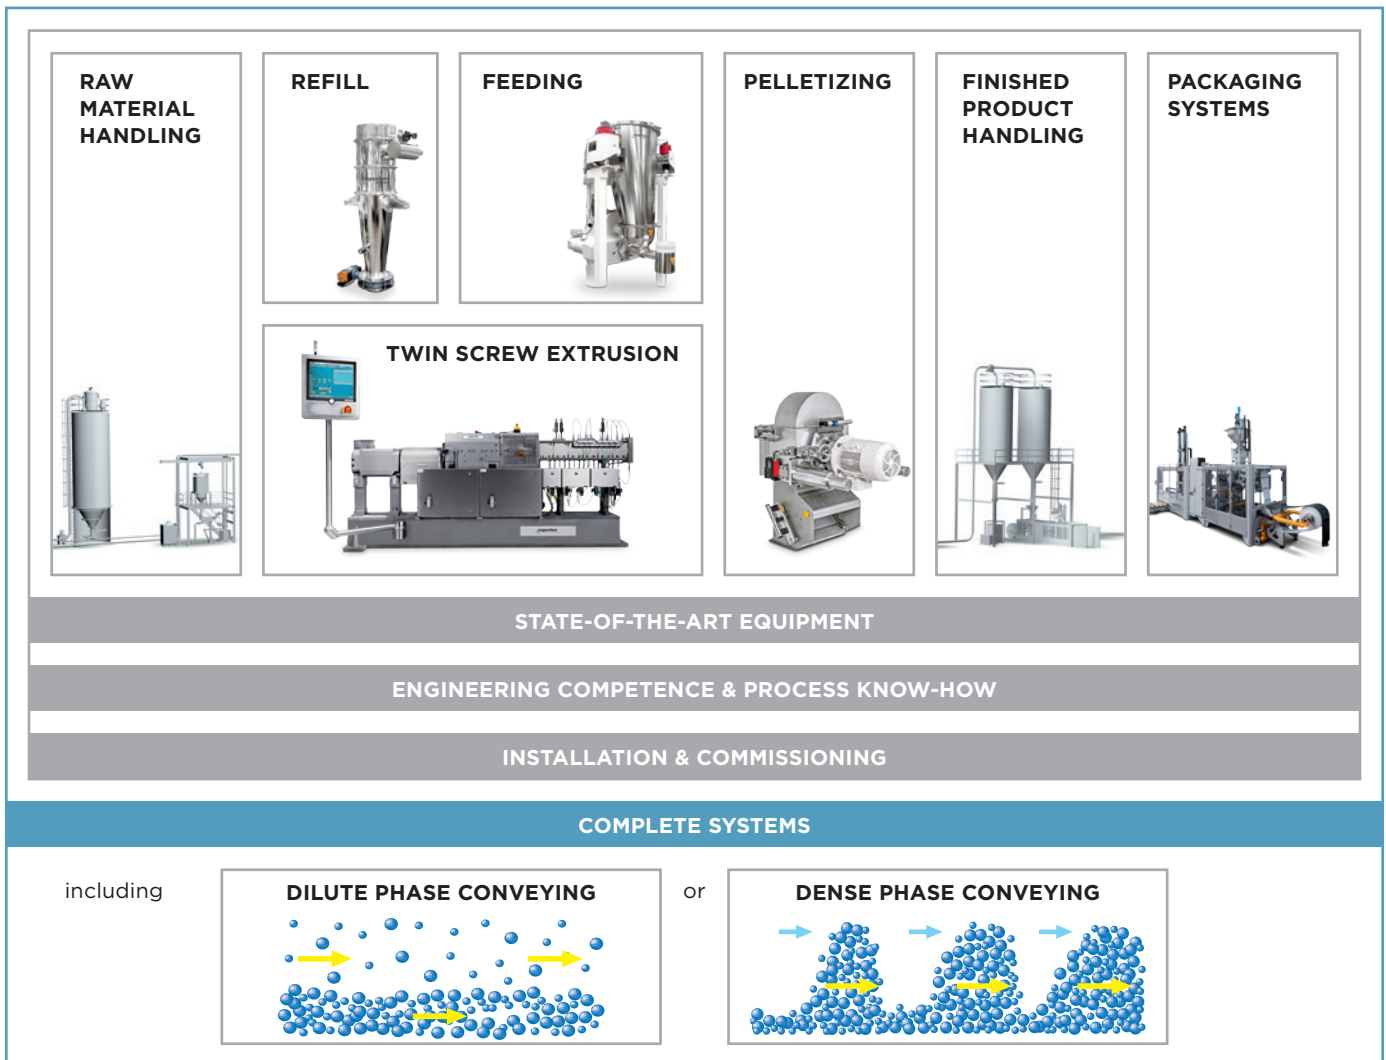 RAW
MATERIAL
HANDLING
REFILL
FEEDING
PELLETIZING
FINISHED
PRODUCT
HANDLING
PACKAGING
SYSTEMS
TWIN SCREW EXTRUSION
STATE-OF-THE-ART EQUIPMENT
ENGINEERING COMPETENCE & PROCESS KNOW-HOW
INSTALLATION & COMMISSIONING
COMPLETE SYSTEMS
including
DILUTE PHASE CONVEYING
or
DENSE PHASE CONVEYING